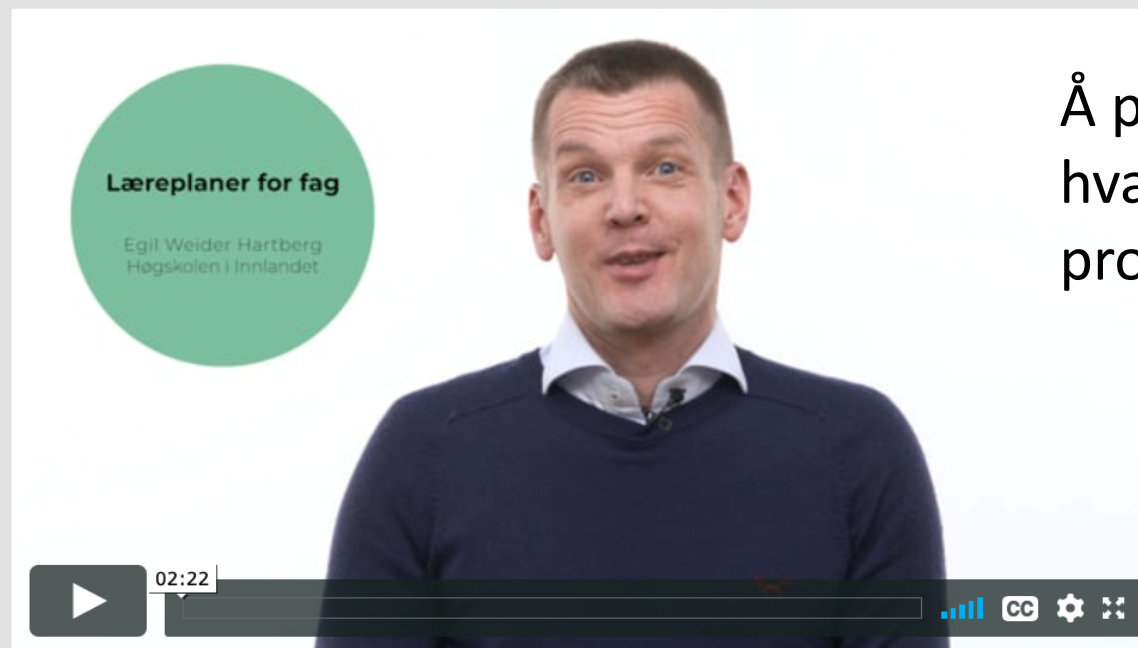 Læreplaner for fag
Egil Weider Hartberg
Høgskolen i Innlandet
Å p
hva
pro
02:22
CC